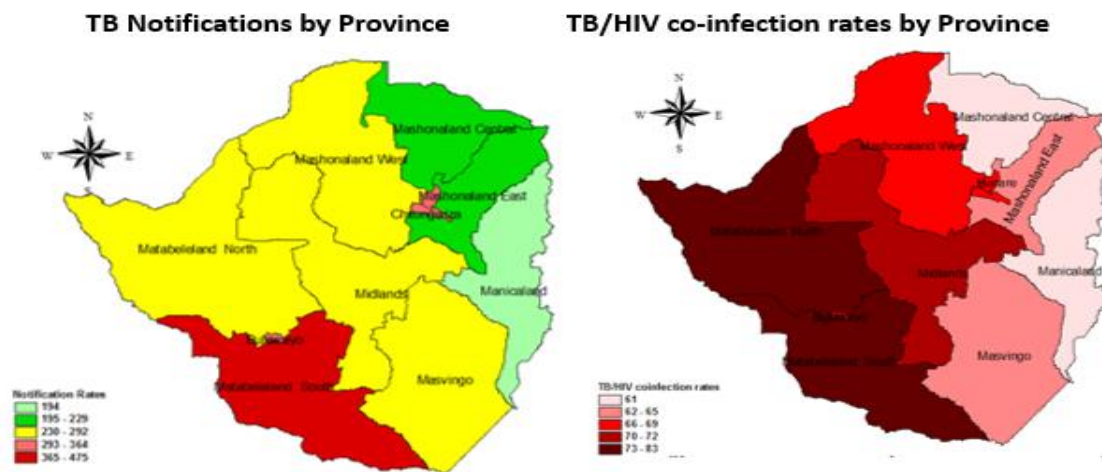 TB Notifications by Province
TB/HIV co-infection rates by Province
N
W E
S
Mashonaland Central
Mashonaland West
Mashonaland East
Matabeleland North
Midlands
Manicaland
Masvingo
Matabeleland South
Notification Rates
194
195 - 229
230 - 292
293 - 364
365 - 475
N
W E
S
Mashonaland Central
Mashonaland West
Harare
Mashonaland East
Matabeleland North
Midlands
Manicaland
Matabeleland South
Masvingo
TB/HIV coinfection rates
61
62 - 65
66 - 69
70 - 72
73 - 83